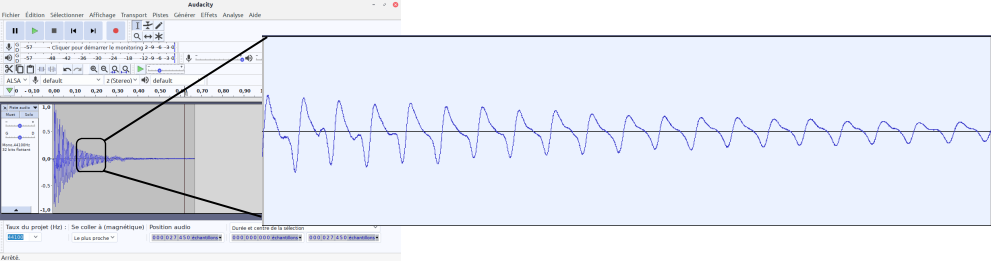 Audacity
Fichier Édition Sélectionner Affichage Transport Pistes Générer Effets Analyse Aide
-57 Cliquer pour démarrer le monitoring 2 -9 -6 -3 0
-57 -48 -42 -36 -30 -24 -18 -12 -9 -6 -3 0
ALSA default 2 (Stereo) default
0 -0,10 0,00 0,10 0,20 0,30 0,40 0,50 0,60 0,70 0,80 0,90 1
× Piste audio
Muet Solo
Mono,44100Hz
32 bits flottant
1,0
0,5
0,0
-0,5
-1,0
Taux du projet (Hz) : Se coller à (magnétique) Position audio Durée et centre de la sélection
44100 Le plus proche 000,027,450 échantillons 000,000,000 échantillons 000,027,450 échantillons
Arrêté.